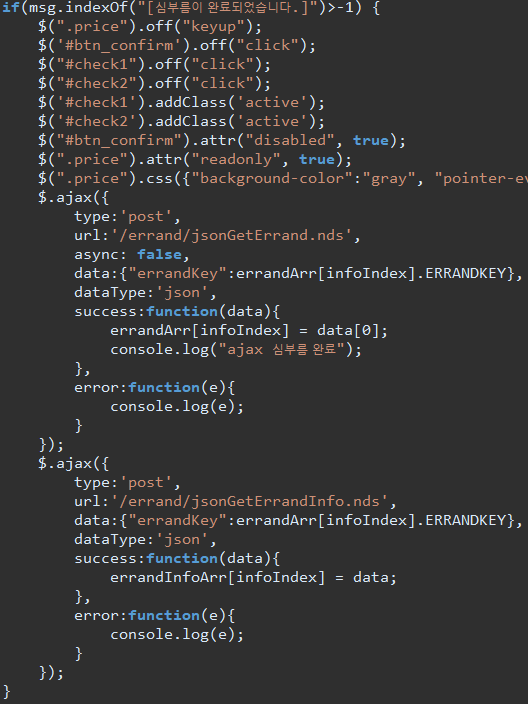 if(msg.indexOf("[심부름이 완료되었습니다.]")>-1) {
    $(".price").off("keyup");
    $('#btn_confirm').off("click");
    $("#check1").off("click");
    $("#check2").off("click");
    $('#check1').addClass('active');
    $('#check2').addClass('active');
    $("#btn_confirm").attr("disabled", true);
    $(".price").attr("readonly", true);
    $(".price").css({"background-color":"gray", "pointer-ev
    $.ajax({
        type:'post',
        url:'/errand/jsonGetErrand.nds',
        async: false,
        data:{"errandKey":errandArr[infoIndex].ERRANDKEY},
        dataType:'json',
        success:function(data){
            errandArr[infoIndex] = data[0];
            console.log("ajax 심부름 완료");
        },
        error:function(e){
            console.log(e);
        }
    });
    $.ajax({
        type:'post',
        url:'/errand/jsonGetErrandInfo.nds',
        data:{"errandKey":errandArr[infoIndex].ERRANDKEY},
        dataType:'json',
        success:function(data){
            errandInfoArr[infoIndex] = data;
        },
        error:function(e){
            console.log(e);
        }
    });
}